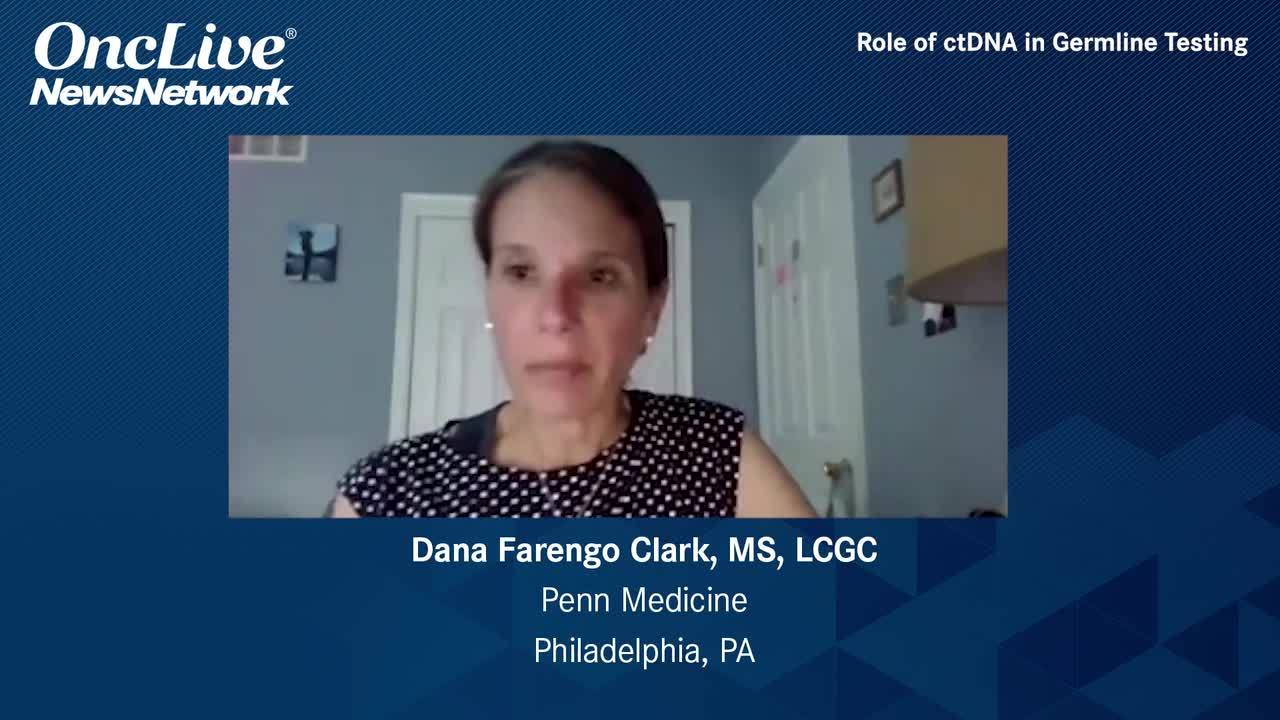 OncLive®
NewsNetwork
Role of ctDNA in Germline Testing
Dana Farengo Clark, MS, LCGC
Penn Medicine
Philadelphia, PA